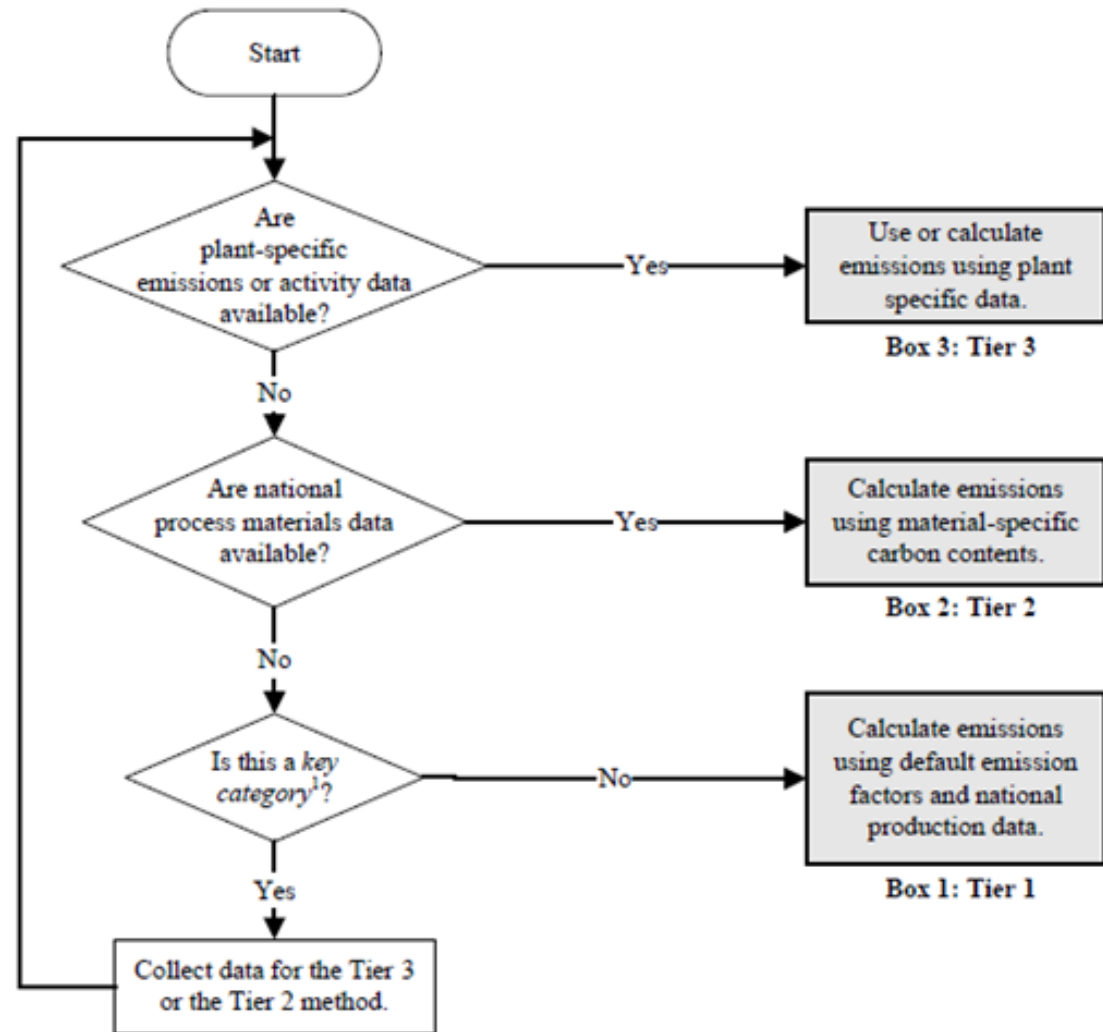 Start
Are
plant-specific
emissions or activity data
available?
Yes
Use or calculate
emissions using plant
specific data.
Box 3: Tier 3
No
Are national
process materials data
available?
Yes
Calculate emissions
using material-specific
carbon contents.
Box 2: Tier 2
No
Is this a key
category¹?
No
Calculate emissions
using default emission
factors and national
production data.
Box 1: Tier 1
Yes
Collect data for the Tier 3
or the Tier 2 method.